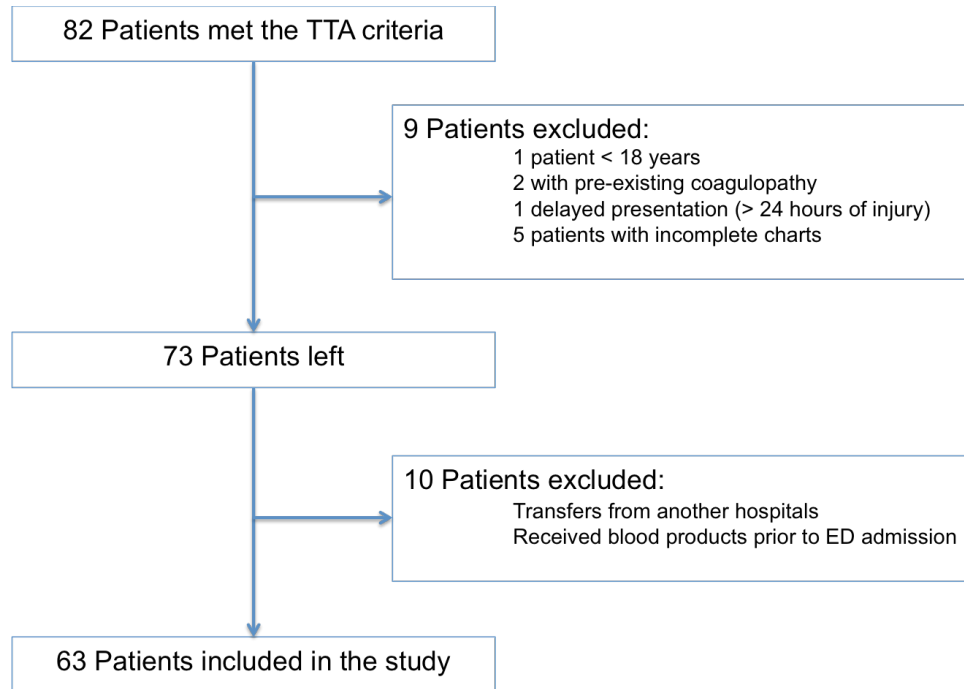 82 Patients met the TTA criteria
9 Patients excluded:
1 patient < 18 years
2 with pre-existing coagulopathy
1 delayed presentation (> 24 hours of injury)
5 patients with incomplete charts
73 Patients left
10 Patients excluded:
Transfers from another hospitals
Received blood products prior to ED admission
63 Patients included in the study